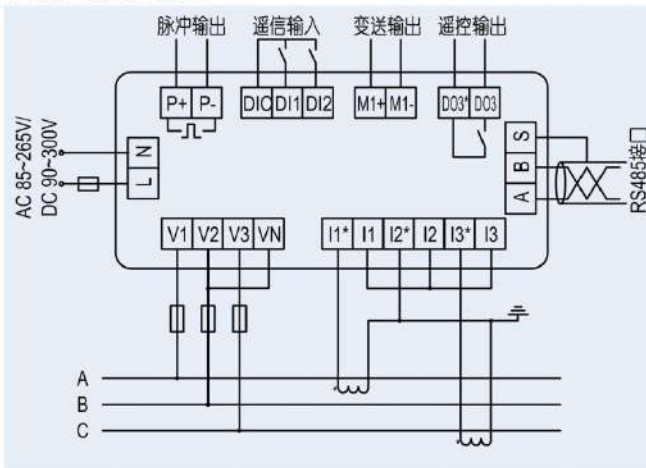 脉冲输出 遥信输入 变送输出 遥控输出
P+ P- DIC DI1 DI2 M1+ M1- DO3* DO3
AC 85~265V/
DC 90~300V
N
L
S
B
A
RS485接口
V1 V2 V3 VN I1* I1 I2* I2 I3* I3
A
B
C